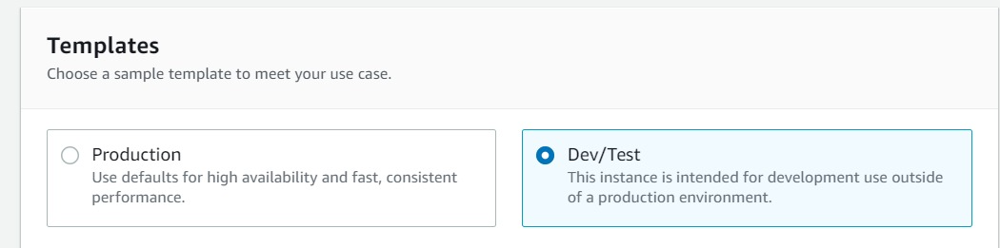 Templates
Choose a sample template to meet your use case.
Production
Use defaults for high availability and fast, consistent
performance.
Dev/Test
This instance is intended for development use outside
of a production environment.